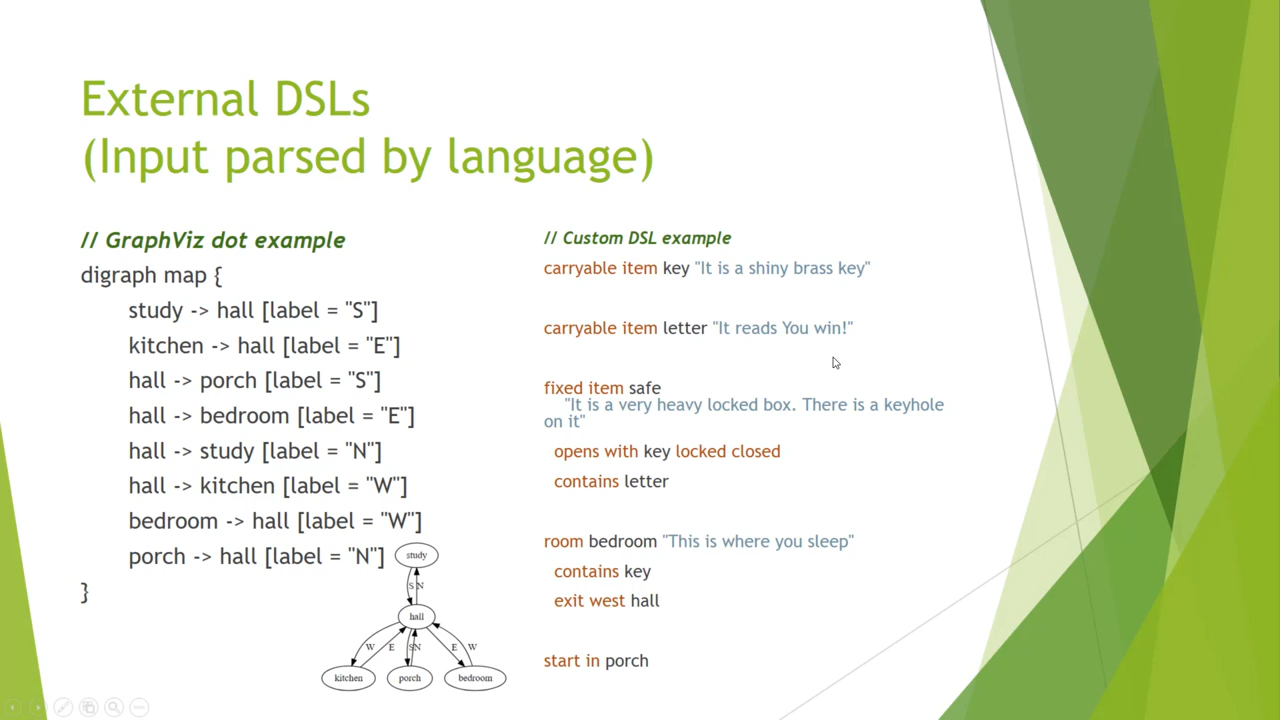 External DSLs
(Input parsed by language)
// GraphViz dot example
digraph map {
study -> hall [label = "S"]
kitchen -> hall [label = "E"]
hall -> porch [label = "S"]
hall -> bedroom [label = "E"]
hall -> study [label = "N"]
hall -> kitchen [label = "W"]
bedroom -> hall [label = "W"]
porch -> hall [label = "N"]
}
study
S N
hall
W E S N E W
kitchen porch bedroom
// Custom DSL example
carryable item key "It is a shiny brass key"
carryable item letter "It reads You win!"
fixed item safe
"It is a very heavy locked box. There is a keyhole
on it"
opens with key locked closed
contains letter
room bedroom "This is where you sleep"
contains key
exit west hall
start in porch